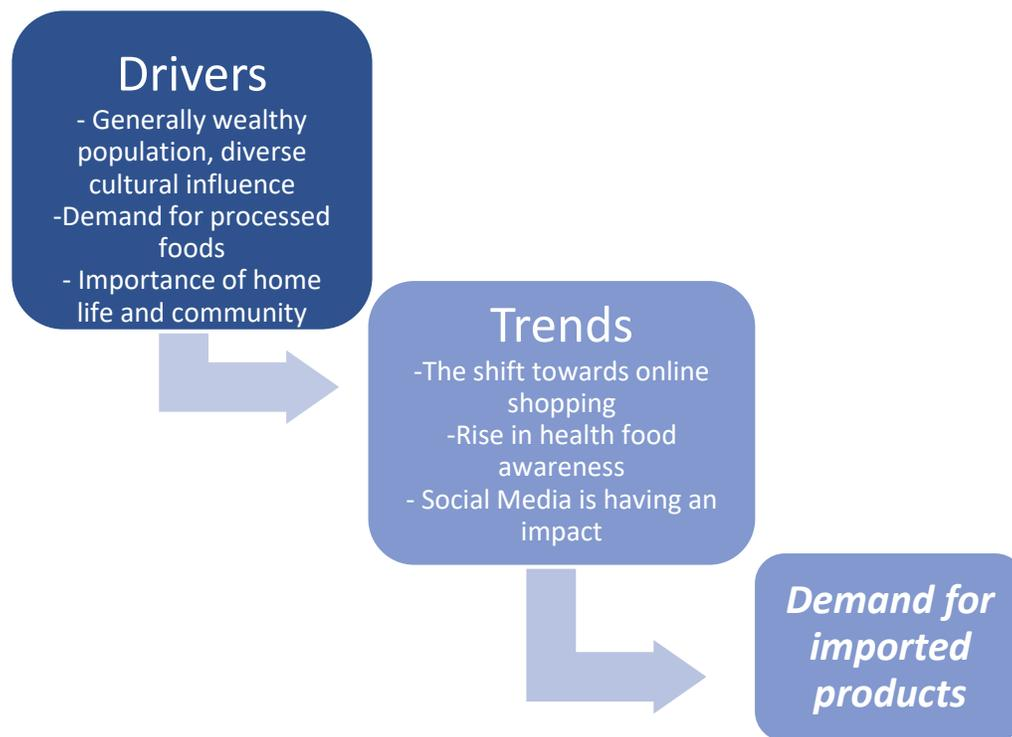 Drivers
- Generally wealthy
population, diverse
cultural influence
-Demand for processed
foods
- Importance of home
life and community
Trends
-The shift towards online
shopping
-Rise in health food
awareness
- Social Media is having an
impact
Demand for
imported
products